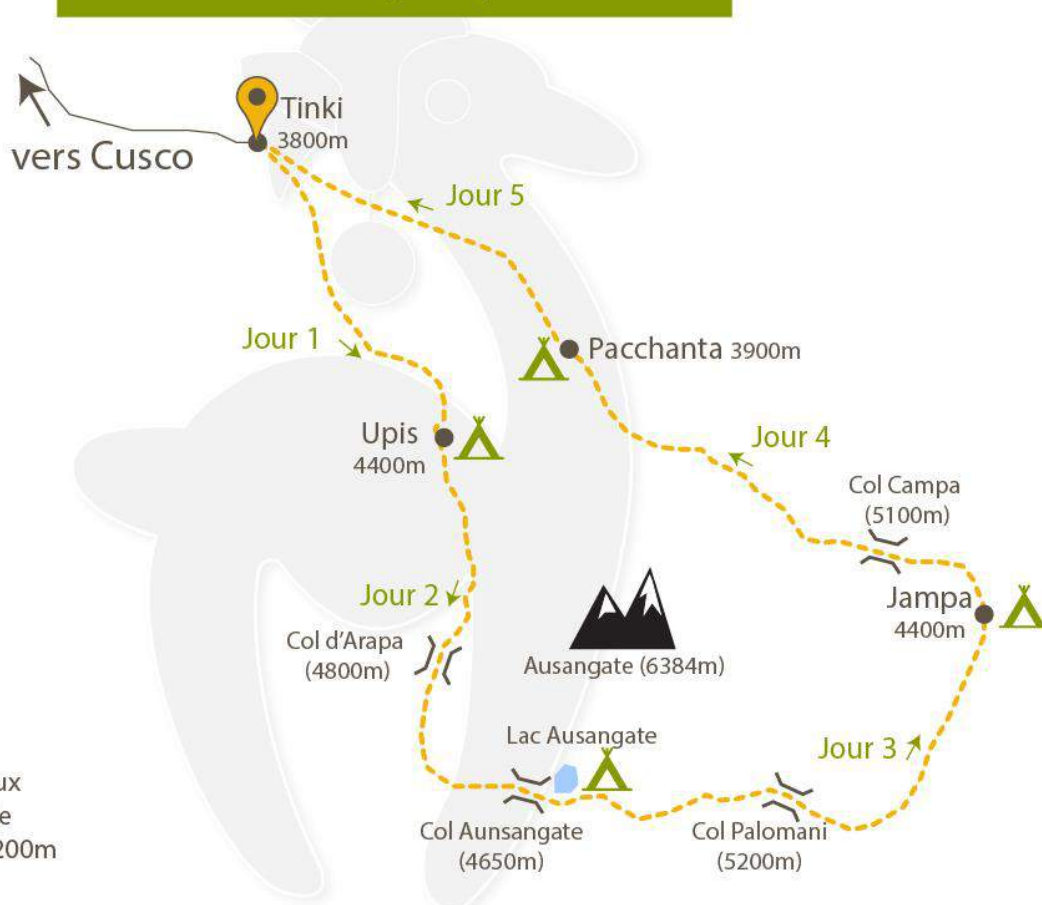 Tinki
3800m
vers Cusco
Jour 5
Jour 1
Pacchanta 3900m
Upis
4400m
Jour 4
Col Campa
(5100m)
Jour 2
Jampa
4400m
Col d'Arapa
(4800m)
Ausangate (6384m)
Lac Ausangate
Jour 3
Col Aunsangate
(4650m)
Col Palomani
(5200m)